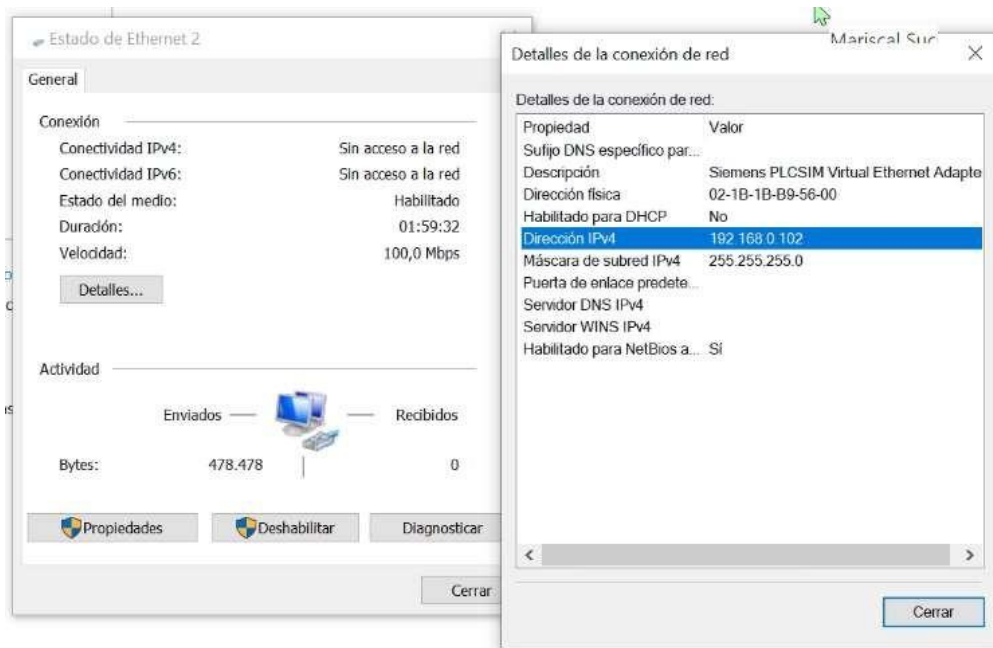 Mariscal Suc
Estado de Ethernet 2
General
Conexión
Conectividad IPv4: Sin acceso a la red
Conectividad IPv6: Sin acceso a la red
Estado del medio: Habilitado
Duración: 01:59:32
Velocidad: 100,0 Mbps
Detalles...
Actividad
Enviados — — Recibidos
Bytes: 478.478 | 0
Propiedades Deshabilitar Diagnosticar
Cerrar
Detalles de la conexión de red
Detalles de la conexión de red:
Propiedad Valor
Sufijo DNS específico par...
Descripción Siemens PLCSIM Virtual Ethernet Adapte
Dirección física 02-1B-1B-B9-56-00
Habilitado para DHCP No
Dirección IPv4 192.168.0.102
Máscara de subred IPv4 255.255.255.0
Puerta de enlace predete...
Servidor DNS IPv4
Servidor WINS IPv4
Habilitado para NetBios a... Sí
Cerrar